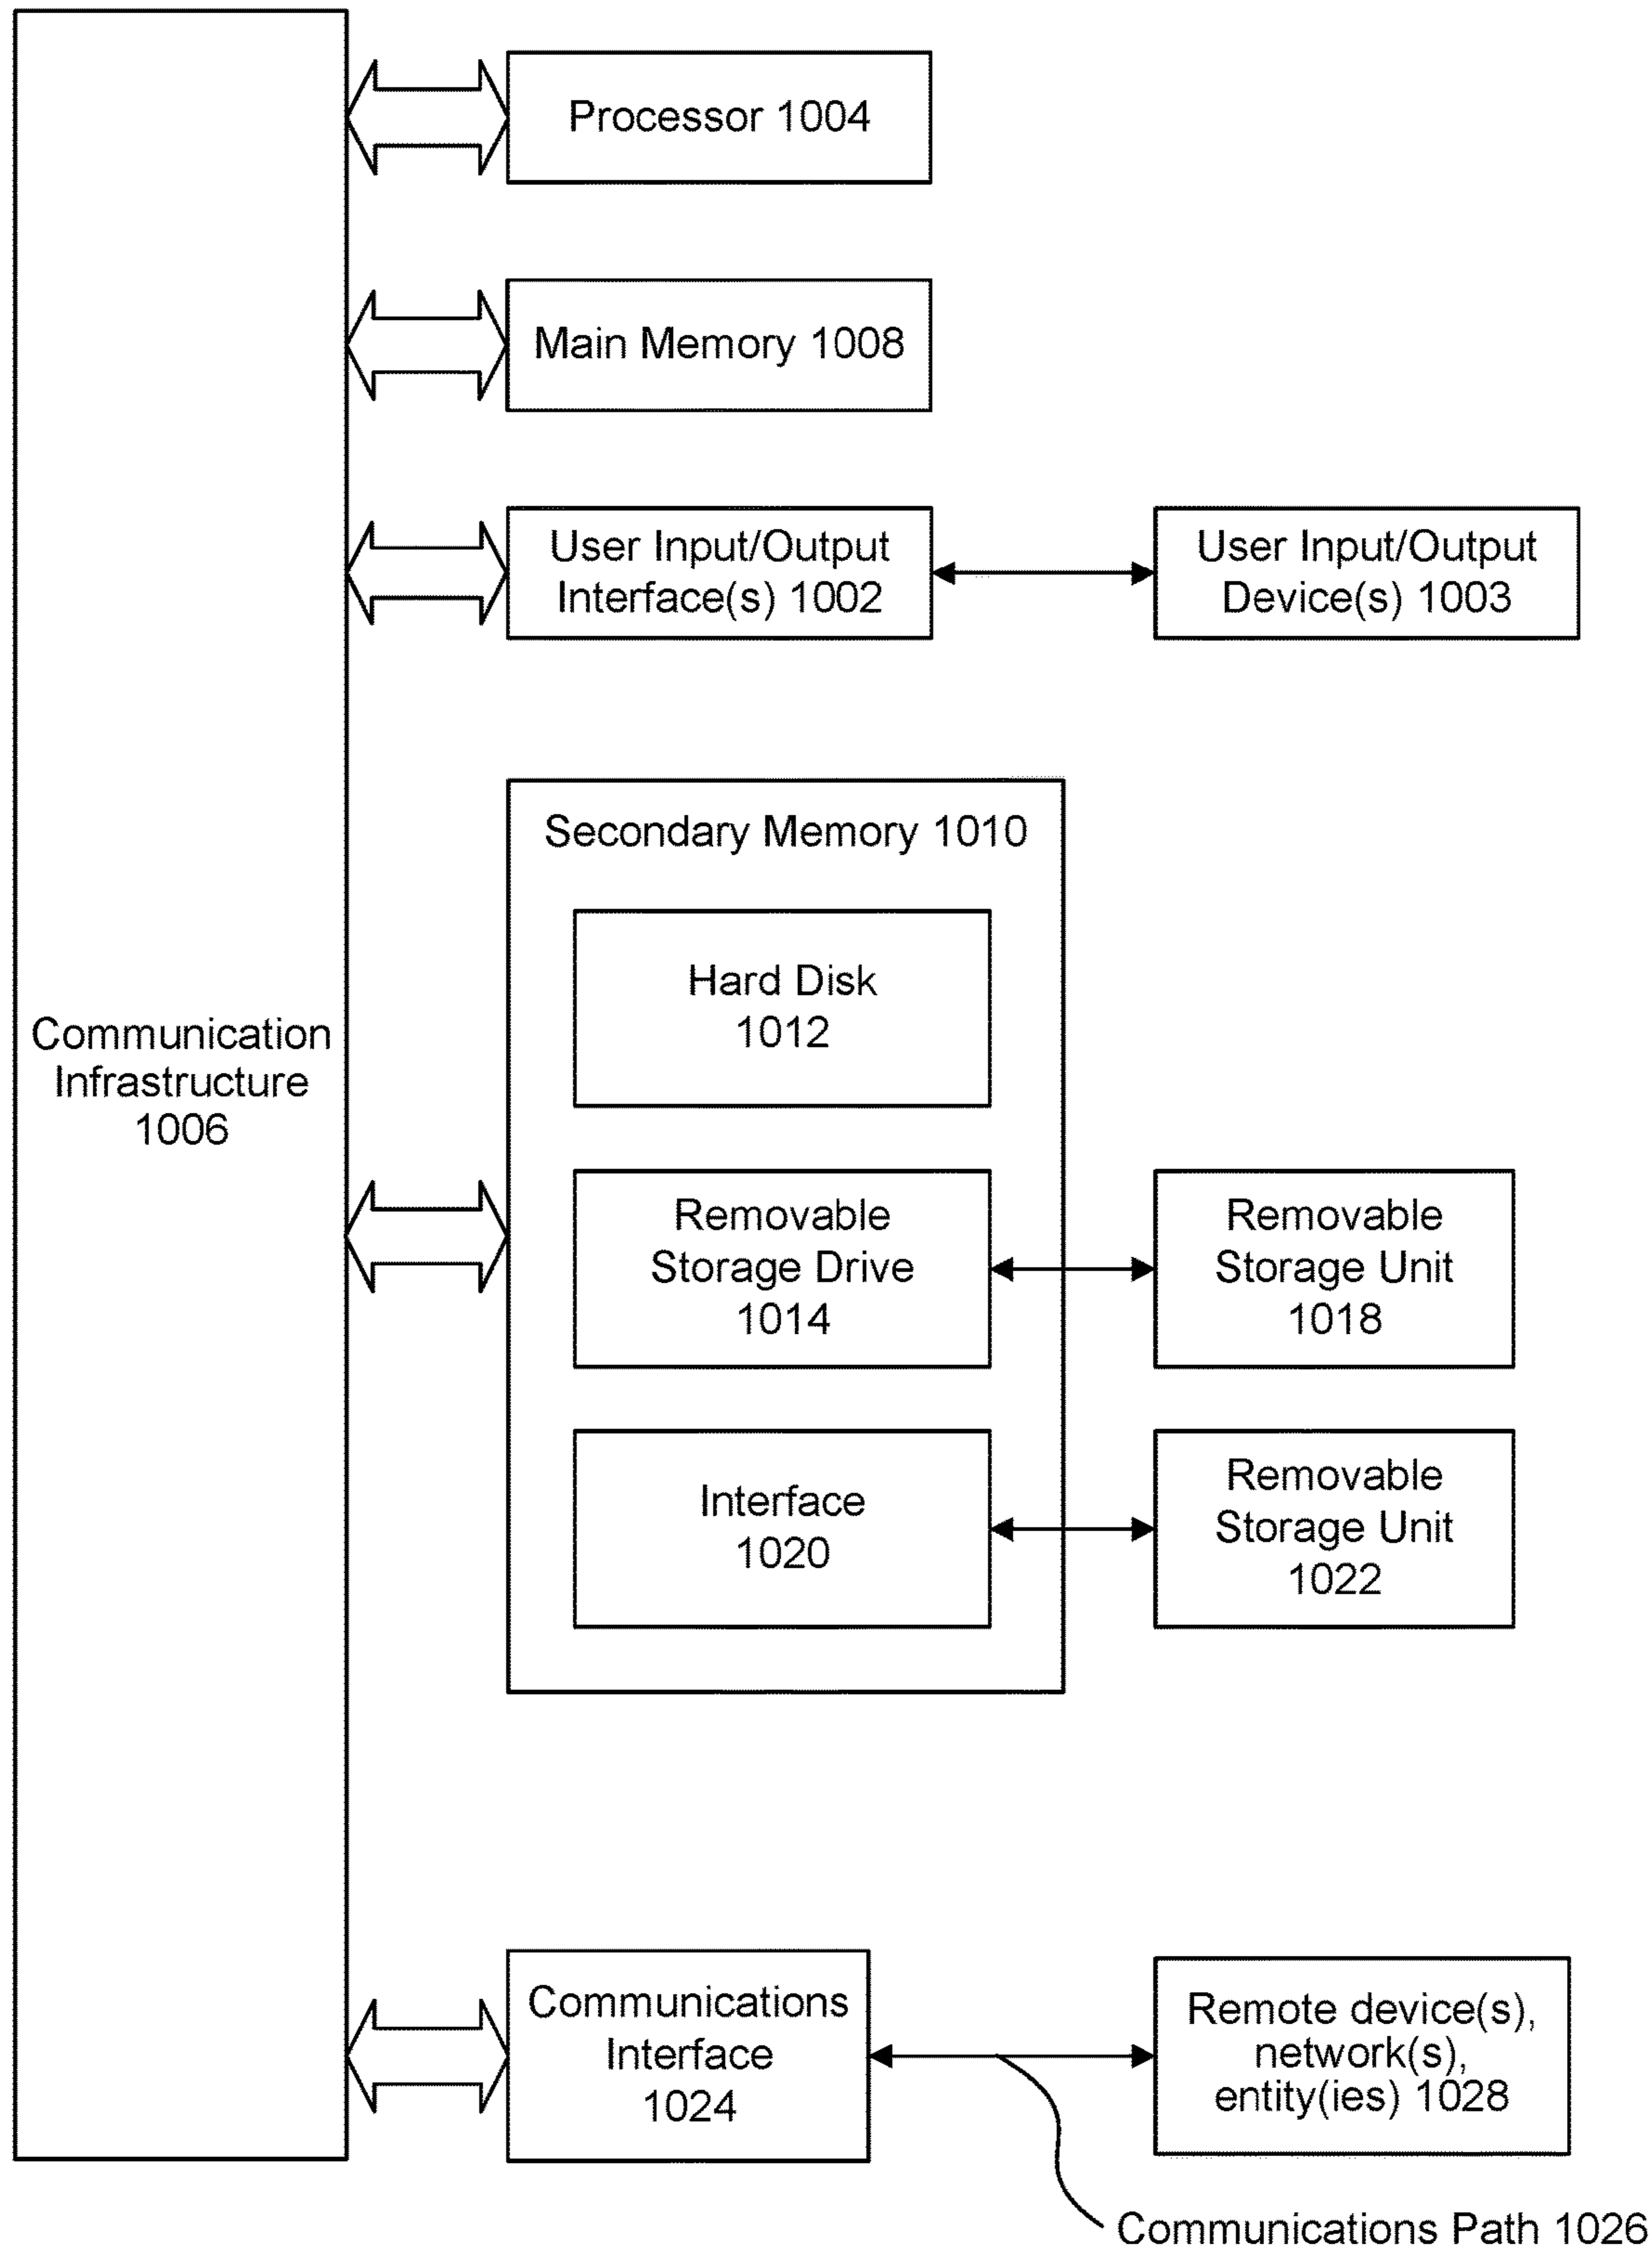 Processor 1004
Main Memory 1008
User Input/Output
Interface(s) 1002
User Input/Output
Device(s) 1003
Secondary Memory 1010
Hard Disk
1012
Communication
Infrastructure
1006
Removable
Storage Drive
1014
Removable
Storage Unit
1018
Interface
1020
Removable
Storage Unit
1022
Communications
Interface
1024
Remote device(s),
network(s),
entity(ies) 1028
Communications Path 1026